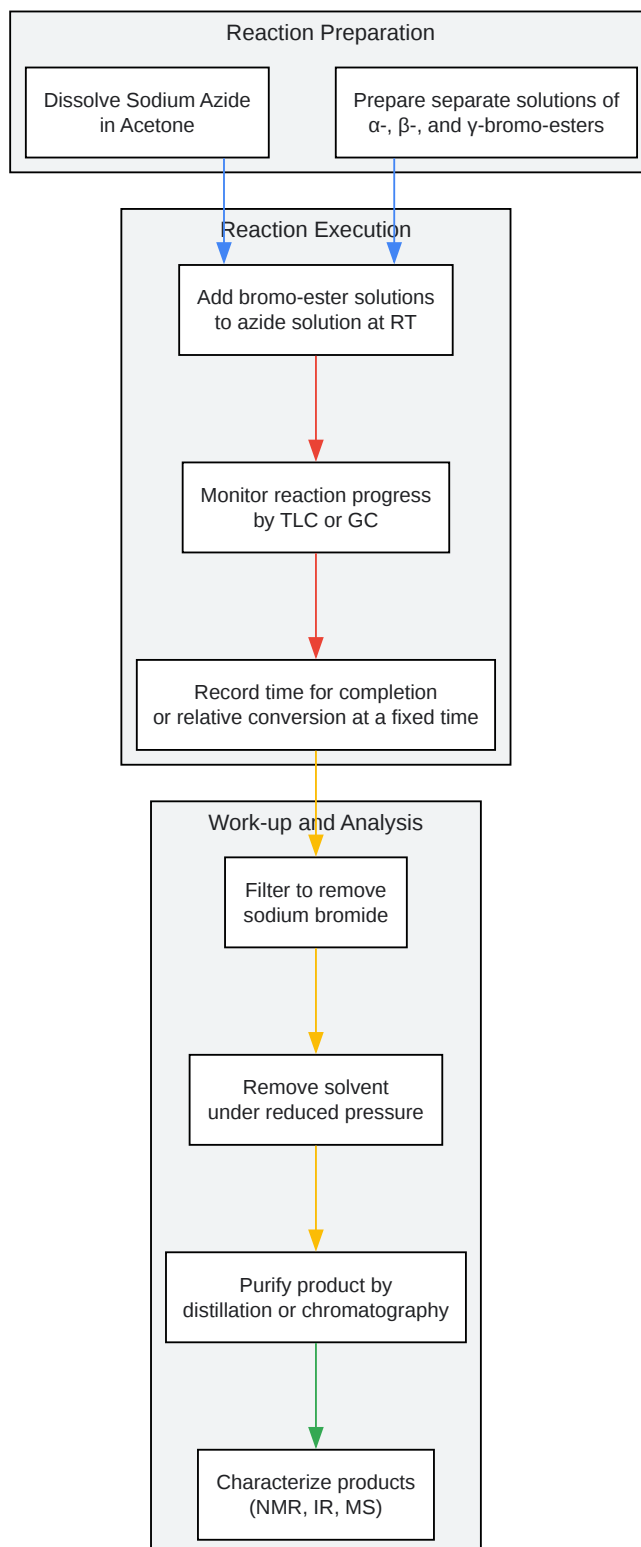 Reaction Preparation
Dissolve Sodium Azide
in Acetone
Prepare separate solutions of
α-, β-, and γ-bromo-esters
Reaction Execution
Add bromo-ester solutions
to azide solution at RT
Monitor reaction progress
by TLC or GC
Record time for completion
or relative conversion at a fixed time
Work-up and Analysis
Filter to remove
sodium bromide
Remove solvent
under reduced pressure
Purify product by
distillation or chromatography
Characterize products
(NMR, IR, MS)